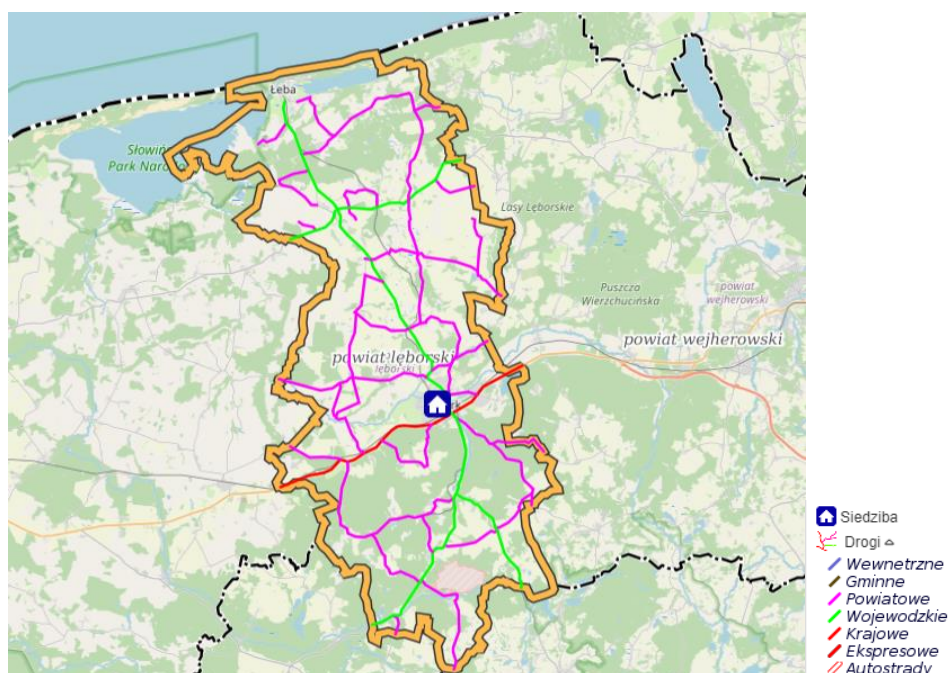 Łeba
Słowiń
Park Naro
Lasy Lęborskie
Puszcza
Wierzchucińska
powiat
wejherowski
powiat wejherowski
powiat lęborski
Siedziba
Drogi
Wewnetrzne
Gminne
Powiatowe
Wojewodzkie
Krajowe
Ekspresowe
Autostrady